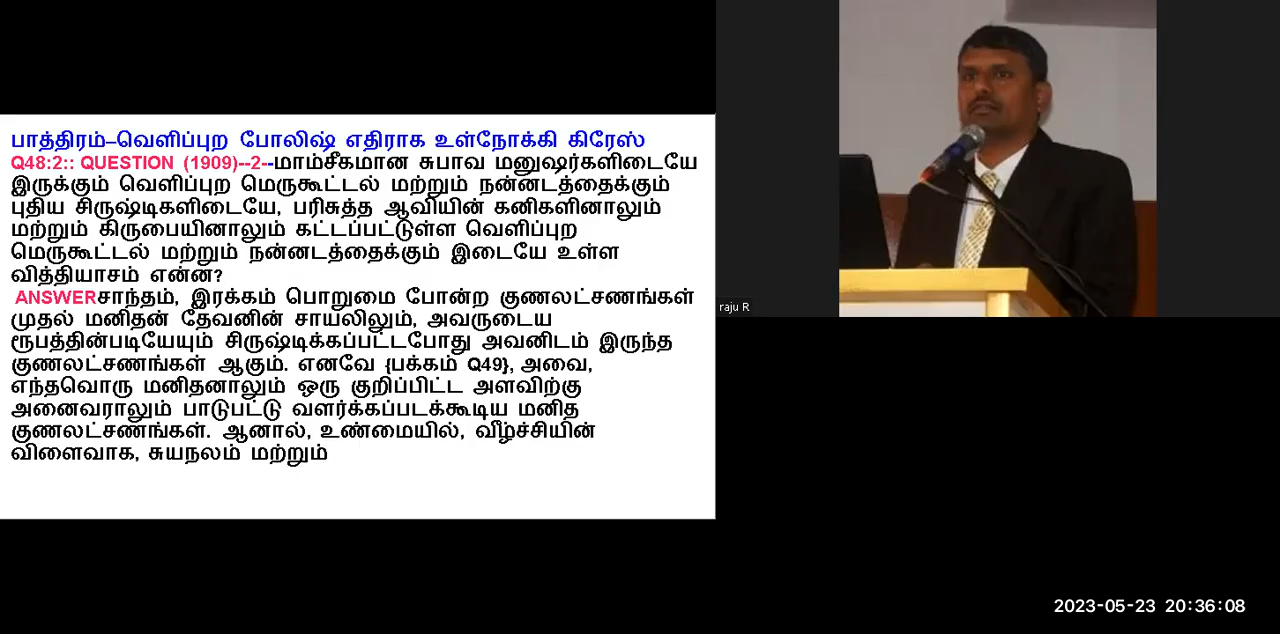 பாத்திரம்–வெளிப்புற போலிஷ் எதிராக உள்நோக்கி கிரேஸ்
Q48:2:: QUESTION (1909)--2--மாம்சீகமான சுபாவ மனுஷர்களிடையே
இருக்கும் வெளிப்புற மெருகூட்டல் மற்றும் நன்னடத்தைக்கும்
புதிய சிருஷ்டிகளிடையே, பரிசுத்த ஆவியின் கனிகளினாலும்
மற்றும் கிருபையினாலும் கட்டப்பட்டுள்ள வெளிப்புற
மெருகூட்டல் மற்றும் நன்னடத்தைக்கும் இடையே உள்ள
வித்தியாசம் என்ன?
ANSWERசாந்தம், இரக்கம் பொறுமை போன்ற குணலட்சணங்கள்
முதல் மனிதன் தேவனின் சாயலிலும், அவருடைய
ரூபத்தின்படியேயும் சிருஷ்டிக்கப்பட்டபோது அவனிடம் இருந்த
குணலட்சணங்கள் ஆகும். எனவே {பக்கம் Q49}, அவை,
எந்தவொரு மனிதனாலும் ஒரு குறிப்பிட்ட அளவிற்கு
அனைவராலும் பாடுபட்டு வளர்க்கப்படக்கூடிய மனித
குணலட்சணங்கள். ஆனால், உண்மையில், வீழ்ச்சியின்
விளைவாக, சுயநலம் மற்றும்
raju R
2023-05-23 20:36:08